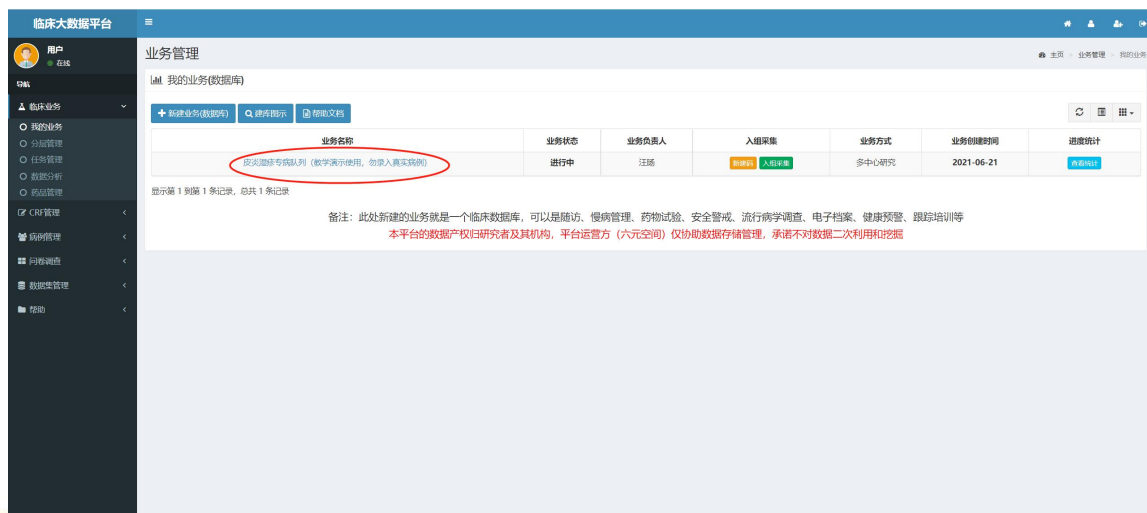 临床大数据平台
用户
在线
主页 > 业务管理 > 我的业务
业务管理
导航
临床业务
我的业务
分层管理
任务管理
数据分析
药品管理
CRF管理
病例管理
问卷调查
数据集管理
帮助
我的业务(数据库)
新建业务(数据库) 建库图示 帮助文档
业务名称 业务状态 业务负责人 入组采集 业务方式 业务创建时间 进度统计
皮炎湿疹专病队列（教学演示使用，勿录入真实病例） 进行中 汪旸 新建码 入组采集 多中心研究 2021-06-21 查看统计
显示第 1 到第 1 条记录，总共 1 条记录
备注：此处新建的业务就是一个临床数据库，可以是随访、慢病管理、药物试验、安全警戒、流行病学调查、电子档案、健康预警、跟踪培训等
本平台的数据产权归研究者及其机构，平台运营方（六元空间）仅协助数据存储管理，承诺不对数据二次利用和挖掘